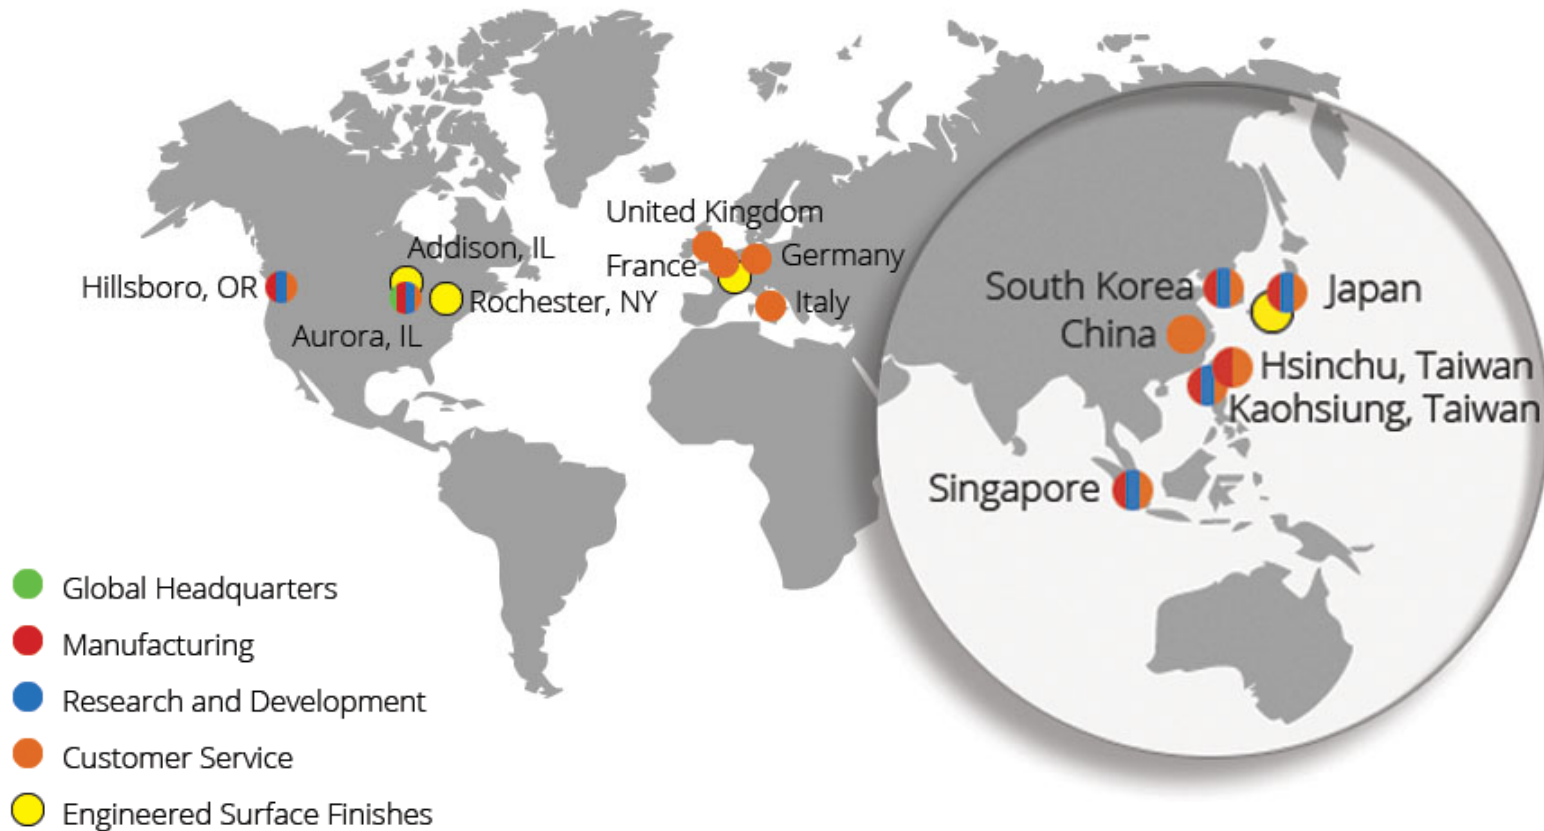 United Kingdom
Addison, IL
France
Germany
Hillsboro, OR
Rochester, NY
Italy
Aurora, IL
South Korea
Japan
China
Hsinchu, Taiwan
Kaohsiung, Taiwan
Singapore
Global Headquarters
Manufacturing
Research and Development
Customer Service
Engineered Surface Finishes